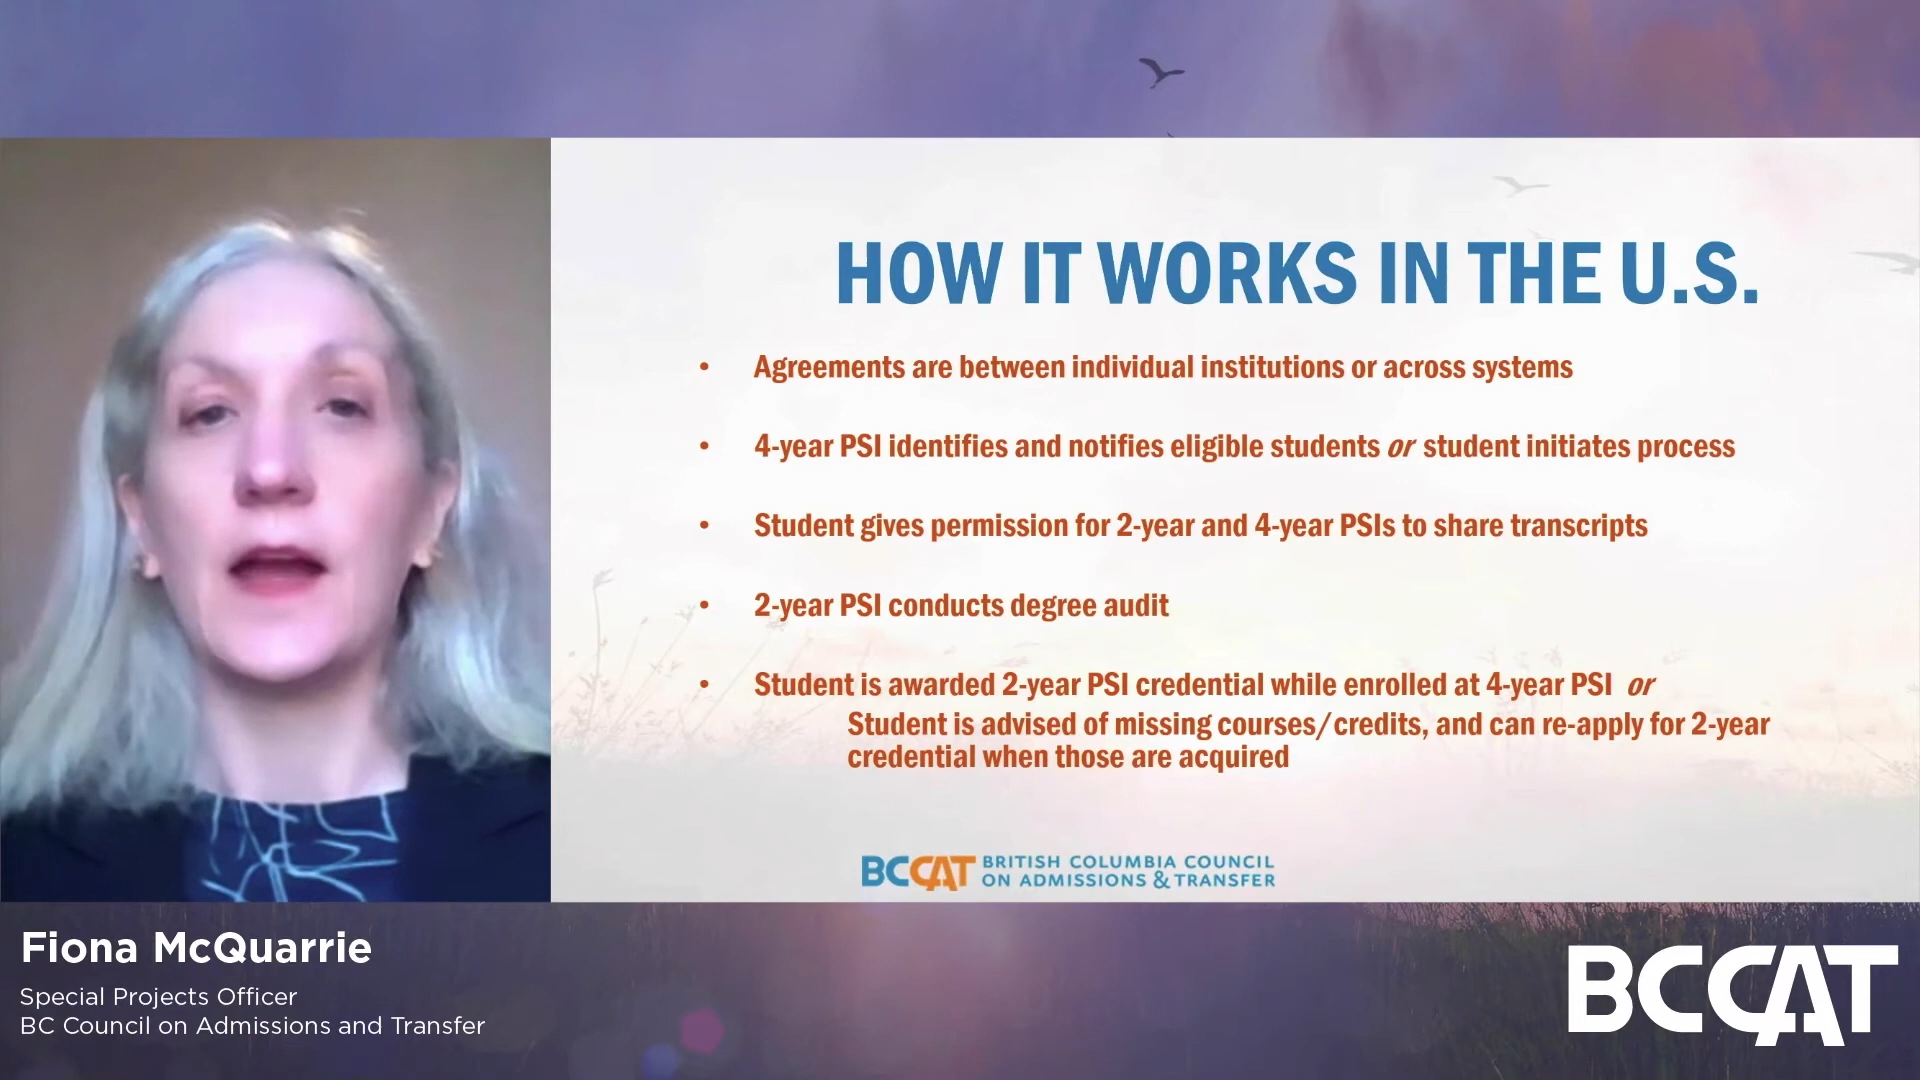 HOW IT WORKS IN THE U.S.
• Agreements are between individual institutions or across systems
• 4-year PSI identifies and notifies eligible students or student initiates process
• Student gives permission for 2-year and 4-year PSIs to share transcripts
• 2-year PSI conducts degree audit
• Student is awarded 2-year PSI credential while enrolled at 4-year PSI or
Student is advised of missing courses/credits, and can re-apply for 2-year
credential when those are acquired
BCCAT BRITISH COLUMBIA COUNCIL
ON ADMISSIONS & TRANSFER
Fiona McQuarrie
Special Projects Officer
BC Council on Admissions and Transfer
BCCAT